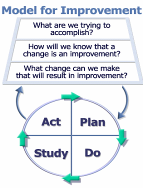 Model for Improvement
What are we trying to
accomplish?
How will we know that a
change is an improvement?
What change can we make
that will result in improvement?
Act
Plan
Study
Do